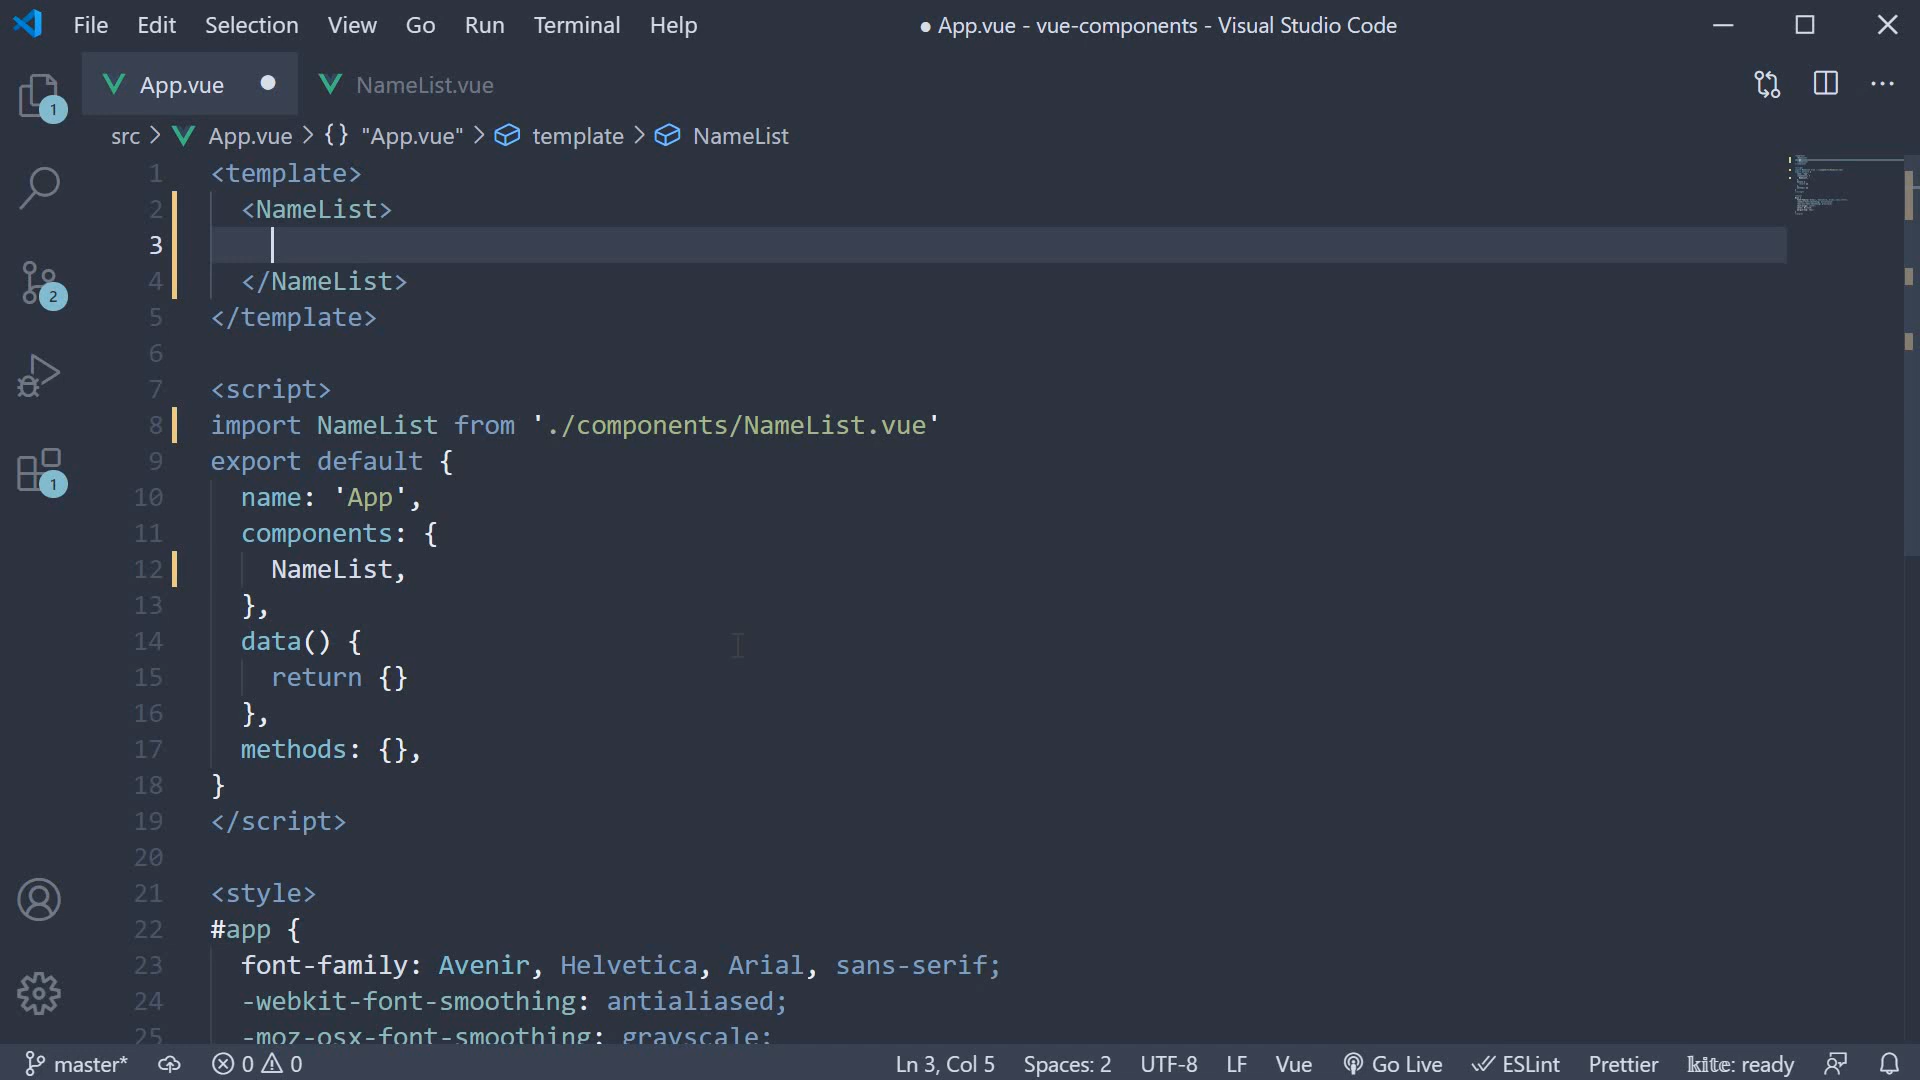 File Edit Selection View Go Run Terminal Help ● App.vue - vue-components - Visual Studio Code
App.vue NameList.vue
src > App.vue > {} "App.vue" > template > NameList
1 <template>
2 <NameList>
3
4 </NameList>
5 </template>
6
7 <script>
8 import NameList from './components/NameList.vue'
9 export default {
10 name: 'App',
11 components: {
12 NameList,
13 },
14 data() {
15 return {}
16 },
17 methods: {},
18 }
19 </script>
20
21 <style>
22 #app {
23 font-family: Avenir, Helvetica, Arial, sans-serif;
24 -webkit-font-smoothing: antialiased;
25 -moz-osx-font-smoothing: grayscale;
1
2
1
master* 0 0 Ln 3, Col 5 Spaces: 2 UTF-8 LF Vue Go Live ESLint Prettier kite: ready